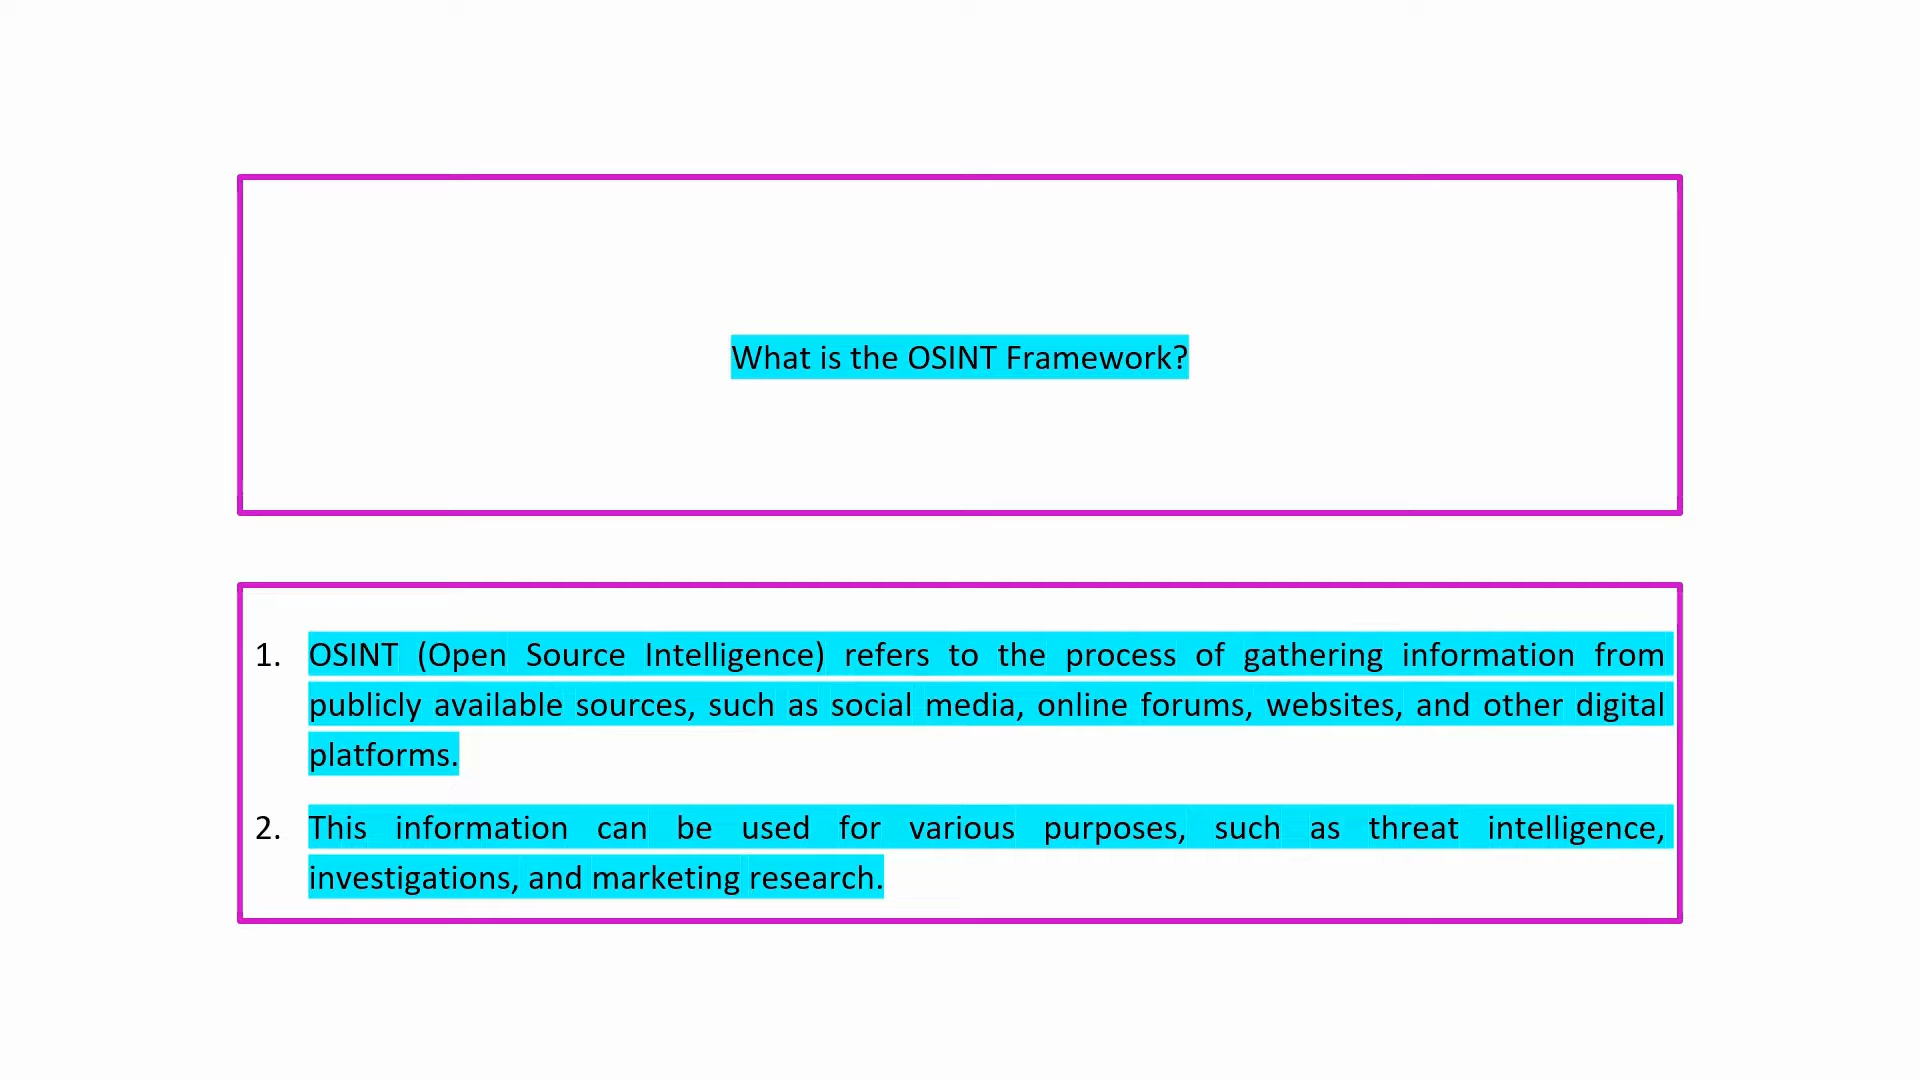 What is the OSINT Framework?
1. OSINT (Open Source Intelligence) refers to the process of gathering information from
publicly available sources, such as social media, online forums, websites, and other digital
platforms.
2. This information can be used for various purposes, such as threat intelligence,
investigations, and marketing research.